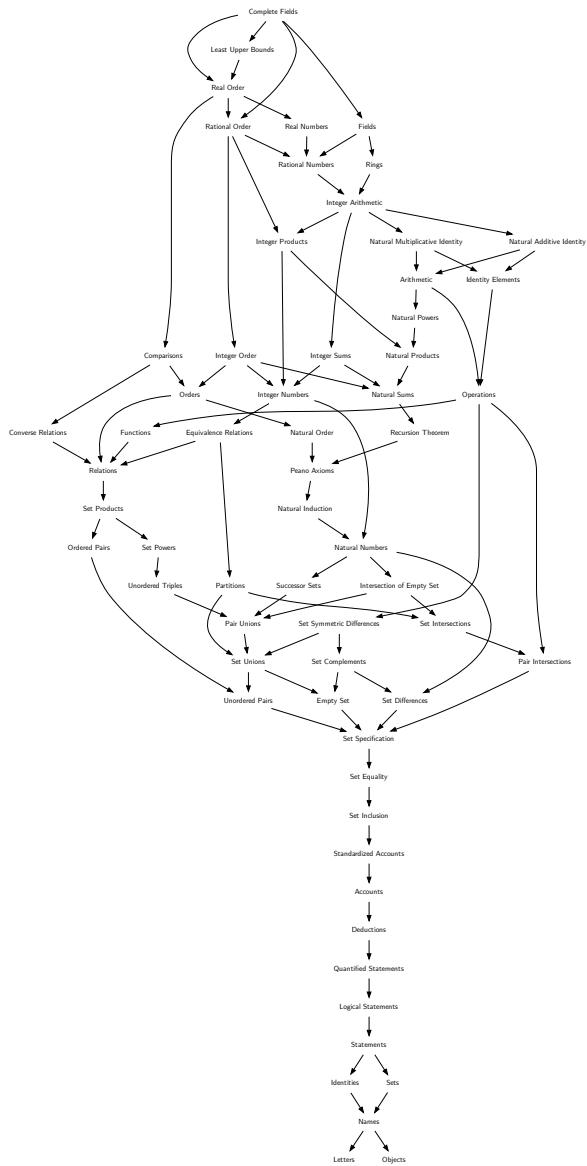 Complete Fields
Least Upper Bounds
Real Order
Rational Order Real Numbers Fields
Rational Numbers Rings
Integer Arithmetic
Integer Products Natural Multiplicative Identity Natural Additive Identity
Arithmetic Identity Elements
Natural Powers
Comparisons Integer Order Integer Sums Natural Products
Orders Integer Numbers Natural Sums Operations
Converse Relations Functions Equivalence Relations Natural Order Recursion Theorem
Relations Peano Axioms
Set Products Natural Induction
Ordered Pairs Set Powers Natural Numbers
Unordered Triples Partitions Successor Sets Intersection of Empty Set
Pair Unions Set Symmetric Differences Set Intersections
Set Unions Set Complements Pair Intersections
Unordered Pairs Empty Set Set Differences
Set Specification
Set Equality
Set Inclusion
Standardized Accounts
Accounts
Deductions
Quantified Statements
Logical Statements
Statements
Identities Sets
Names
Letters Objects